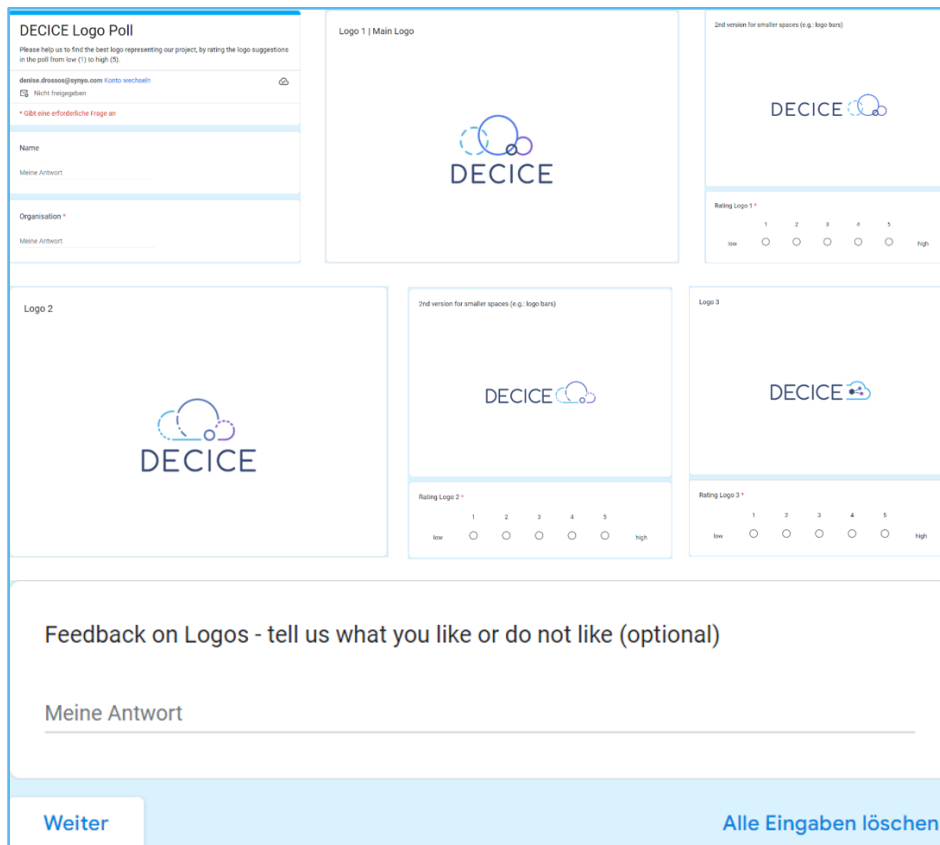 DECICE Logo Poll
Please help us to find the best logo representing our project, by rating the logo suggestions
in the poll from low (1) to high (5).
denise.drossos@synyo.com Konto wechseln
Nicht freigegeben
* Gibt eine erforderliche Frage an
Name
Meine Antwort
Organisation *
Meine Antwort
Logo 1 | Main Logo
DECICE
2nd version for smaller spaces (e.g.: logo bars)
DECICE
Rating Logo 1 *
1 2 3 4 5
low high
Logo 2
DECICE
2nd version for smaller spaces (e.g.: logo bars)
DECICE
Rating Logo 2 *
1 2 3 4 5
low high
Logo 3
DECICE
Rating Logo 3 *
1 2 3 4 5
low high
Feedback on Logos - tell us what you like or do not like (optional)
Meine Antwort
Weiter
Alle Eingaben löschen